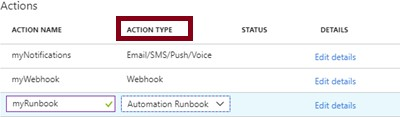 Actions
ACTION NAME ACTION TYPE STATUS DETAILS
myNotifications Email/SMS/Push/Voice Edit details
myWebhook Webhook Edit details
myRunbook Automation Runbook Edit details